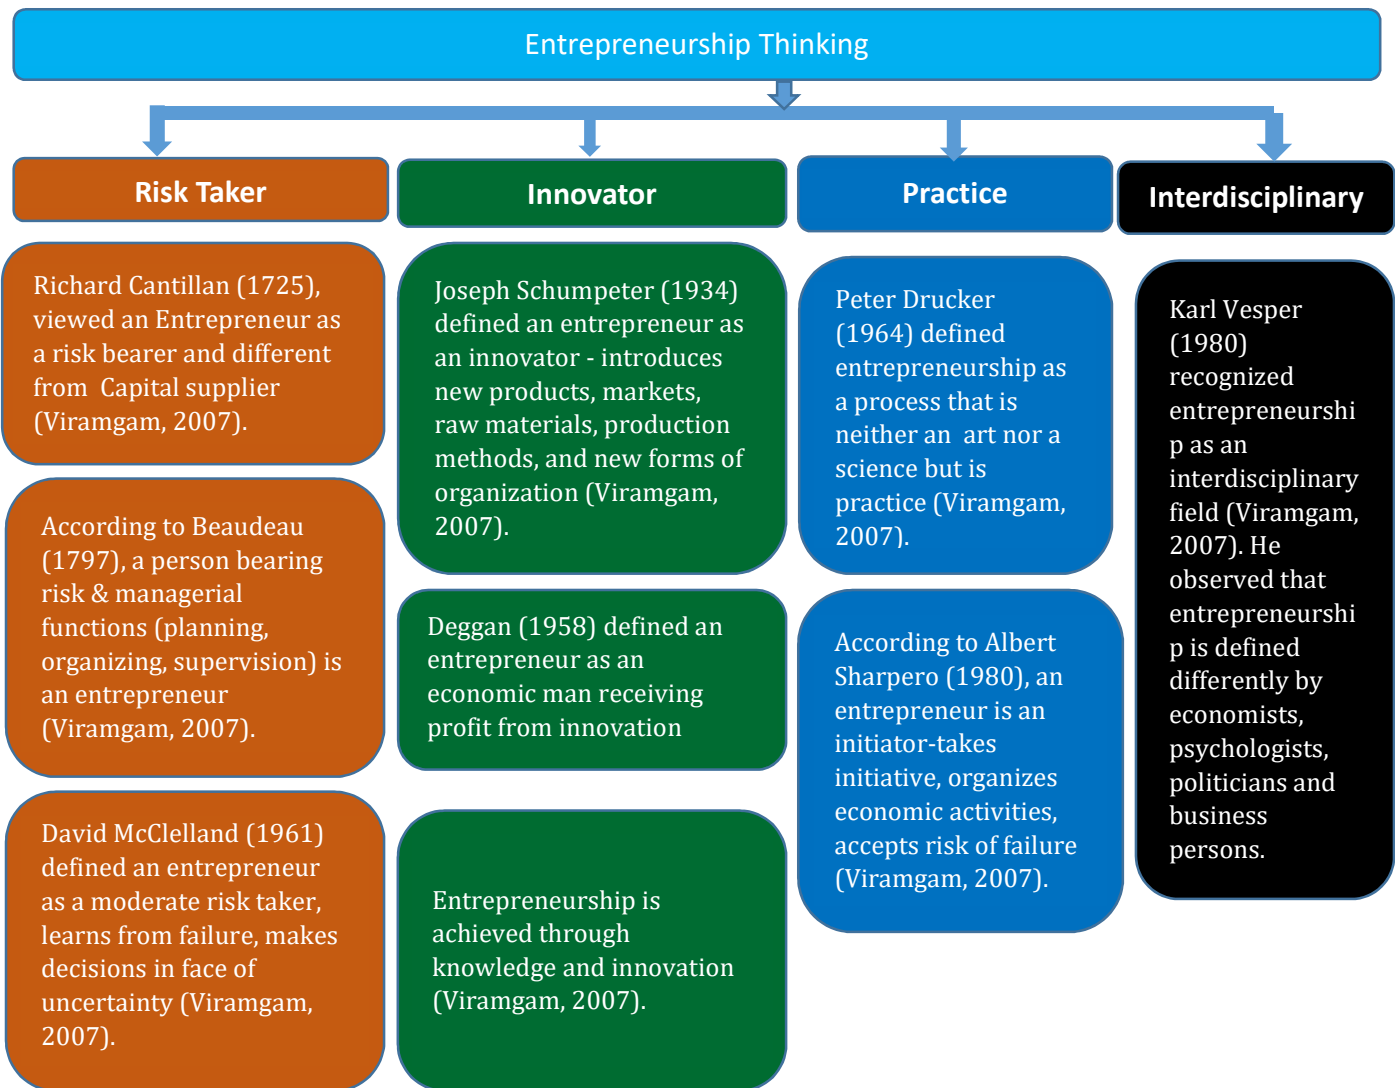 Entrepreneurship Thinking
Risk Taker
Richard Cantillan (1725),
viewed an Entrepreneur as
a risk bearer and different
from Capital supplier
(Viramgam, 2007).
According to Beaudeau
(1797), a person bearing
risk & managerial
functions (planning,
organizing, supervision) is
an entrepreneur
(Viramgam, 2007).
David McClelland (1961)
defined an entrepreneur
as a moderate risk taker,
learns from failure, makes
decisions in face of
uncertainty (Viramgam,
2007).
Innovator
Joseph Schumpeter (1934)
defined an entrepreneur as
an innovator - introduces
new products, markets,
raw materials, production
methods, and new forms of
organization (Viramgam,
2007).
Deggan (1958) defined an
entrepreneur as an
economic man receiving
profit from innovation
Entrepreneurship is
achieved through
knowledge and innovation
(Viramgam, 2007).
Practice
Peter Drucker
(1964) defined
entrepreneurship as
a process that is
neither an art nor a
science but is
practice (Viramgam,
2007).
According to Albert
Sharpero (1980), an
entrepreneur is an
initiator-takes
initiative, organizes
economic activities,
accepts risk of failure
(Viramgam, 2007).
Interdisciplinary
Karl Vesper
(1980)
recognized
entrepreneurshi
p as an
interdisciplinary
field (Viramgam,
2007). He
observed that
entrepreneurshi
p is defined
differently by
economists,
psychologists,
politicians and
business
persons.